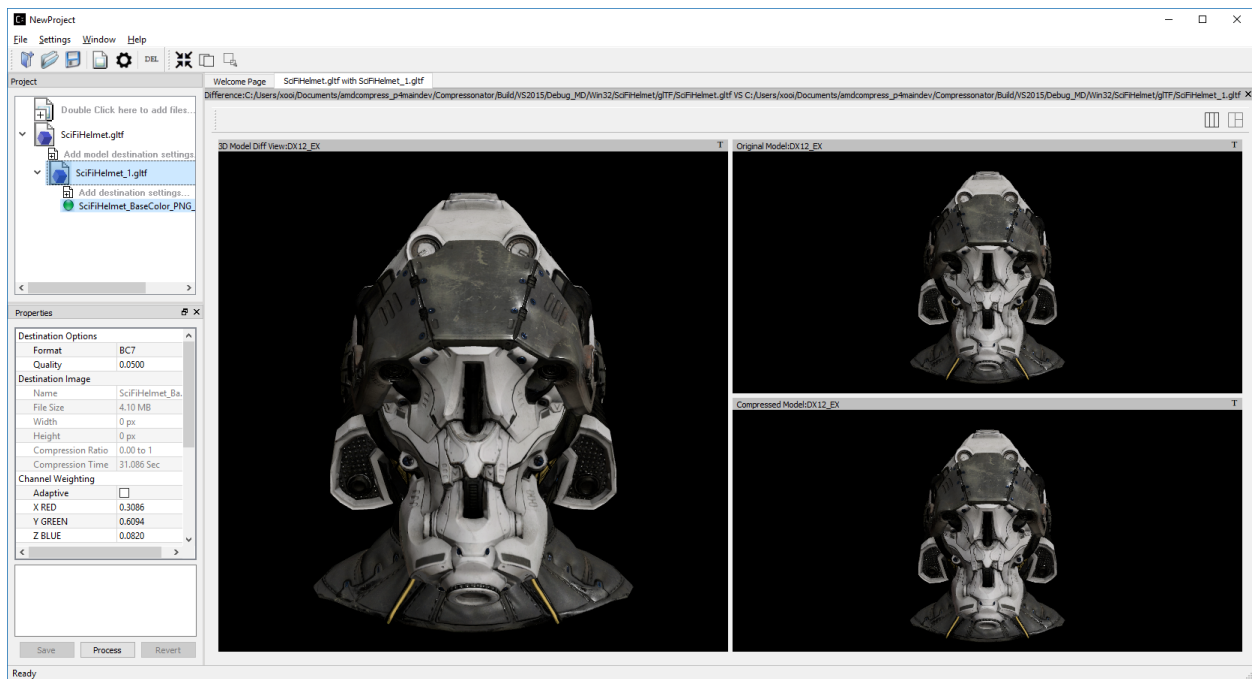 C: NewProject
File Settings Window Help
DEL
Project
Double Click here to add files...
SciFiHelmet.gltf
Add model destination settings
SciFiHelmet_1.gltf
Add destination settings...
SciFiHelmet_BaseColor_PNG_
Properties
Destination Options
Format BC7
Quality 0.0500
Destination Image
Name SciFiHelmet_Ba.
File Size 4.10 MB
Width 0 px
Height 0 px
Compression Ratio 0.00 to 1
Compression Time 31.086 Sec
Channel Weighting
Adaptive
X RED 0.3086
Y GREEN 0.6094
Z BLUE 0.0820
Save Process Revert
Ready
Welcome Page SciFiHelmet.gltf with SciFiHelmet_1.gltf
Difference:C:/Users/xooi/Documents/amdcompress_p4maindev/Compressonator/Build/VS2015/Debug_MD/Win32/SciFiHelmet/glTF/SciFiHelmet.gltf VS C:/Users/xooi/Documents/amdcompress_p4maindev/Compressonator/Build/VS2015/Debug_MD/Win32/SciFiHelmet/glTF/SciFiHelmet_1.gltf
3D Model Diff View:DX12_EX T
Original Model:DX12_EX T
Compressed Model:DX12_EX T